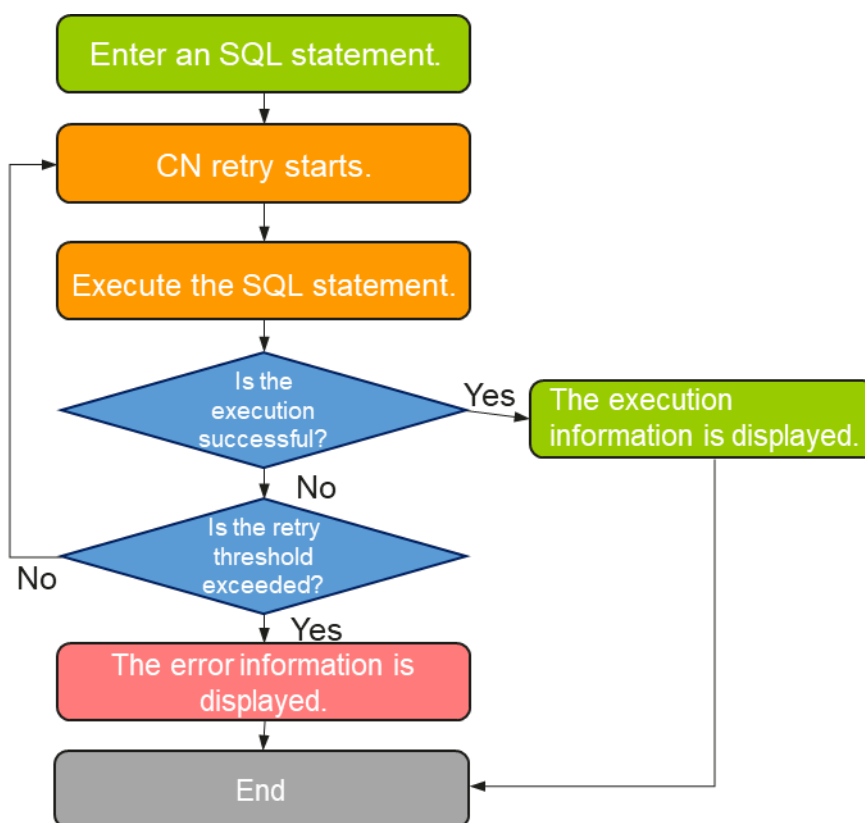 Enter an SQL statement.
CN retry starts.
Execute the SQL statement.
Is the
execution
successful?
Yes
The execution
information is displayed.
No
Is the retry
threshold
exceeded?
No
Yes
The error information is
displayed.
End